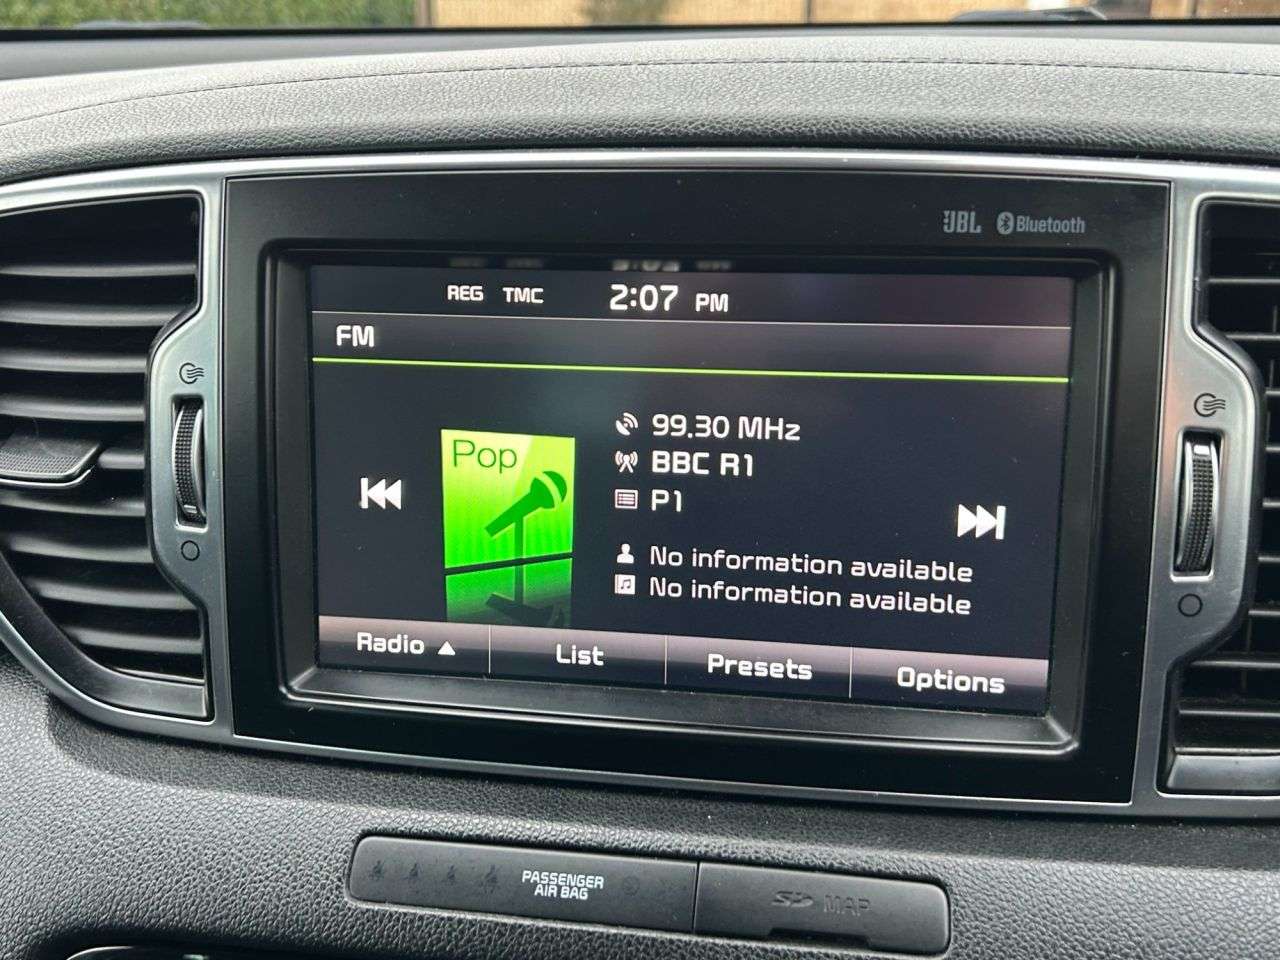 JBL Bluetooth
REG TMC 2:07 PM
FM
Pop
99.30 MHz
BBC R1
P1
No information available
No information available
Radio ▲ List Presets Options
PASSENGER
AIR BAG
SD MAP